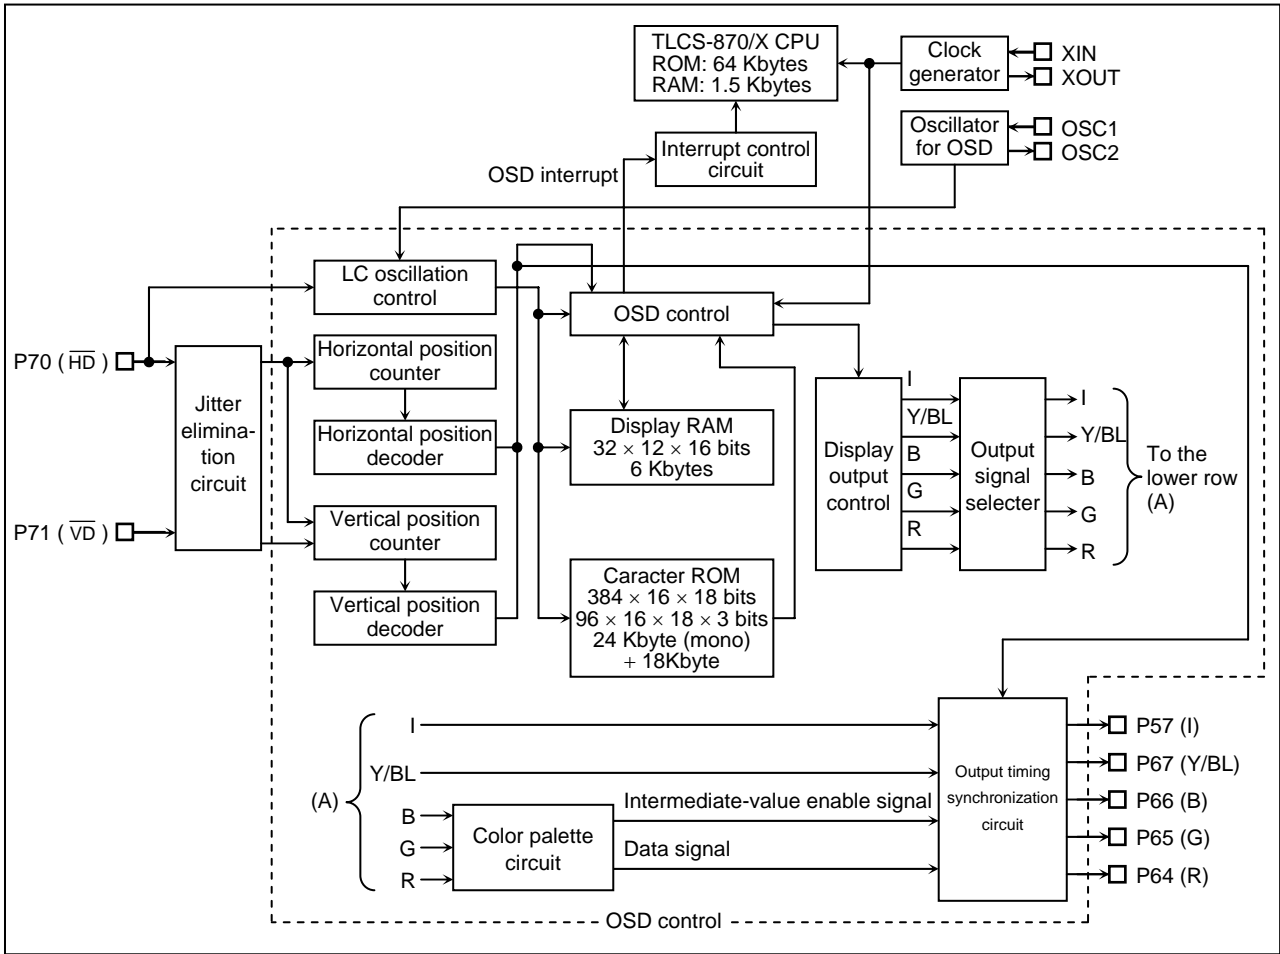 TLCS-870/X CPU
ROM: 64 Kbytes
RAM: 1.5 Kbytes
Clock
generator
XIN
XOUT
Oscillator
for OSD
OSC1
OSC2
Interrupt control
circuit
OSD interrupt
LC oscillation
control
OSD control
P70 ( HD )
Horizontal position
counter
Jitter
elimina-
tion
circuit
Horizontal position
decoder
Display RAM
32 × 12 × 16 bits
6 Kbytes
Display
output
control
I
Y/BL
B
G
R
Output
signal
selecter
I
Y/BL
B
G
R
To the
lower row
(A)
P71 ( VD )
Vertical position
counter
Vertical position
decoder
Caracter ROM
384 × 16 × 18 bits
96 × 16 × 18 × 3 bits
24 Kbyte (mono)
+ 18Kbyte
(A)
I
Y/BL
B
G
R
Color palette
circuit
Intermediate-value enable signal
Data signal
Output timing
synchronization
circuit
P57 (I)
P67 (Y/BL)
P66 (B)
P65 (G)
P64 (R)
OSD control